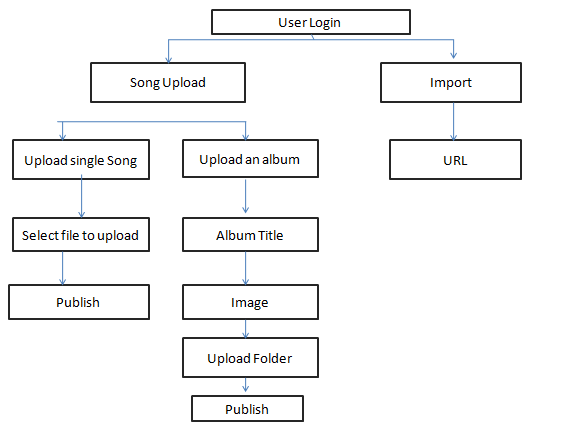 User Login
Song Upload
Import
Upload single Song
Upload an album
URL
Select file to upload
Album Title
Publish
Image
Upload Folder
Publish